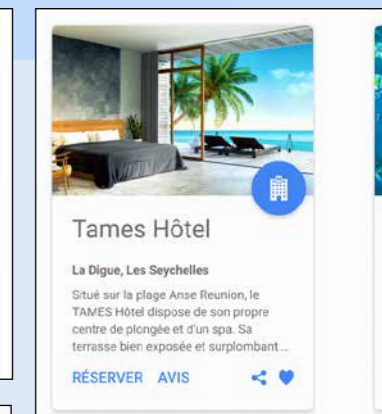 Tames Hôtel
La Digue, Les Seychelles
Situé sur la plage Anse Reunion, le
TAMES Hôtel dispose de son propre
centre de plongée et d'un spa. Sa
terrasse bien exposée et surplombant...
RÉSERVER AVIS